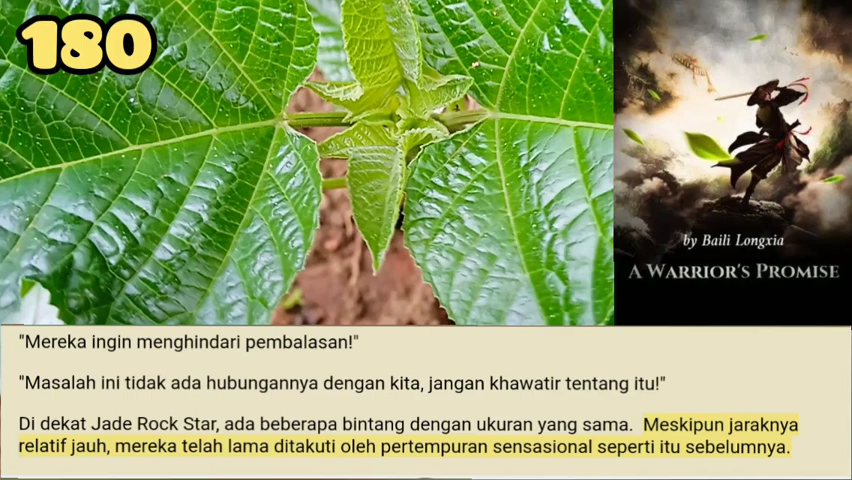 180
by Baili Longxia
A WARRIOR'S PROMISE
"Mereka ingin menghindari pembalasan!"
"Masalah ini tidak ada hubungannya dengan kita, jangan khawatir tentang itu!"
Di dekat Jade Rock Star, ada beberapa bintang dengan ukuran yang sama. Meskipun jaraknya
relatif jauh, mereka telah lama ditakuti oleh pertempuran sensasional seperti itu sebelumnya.